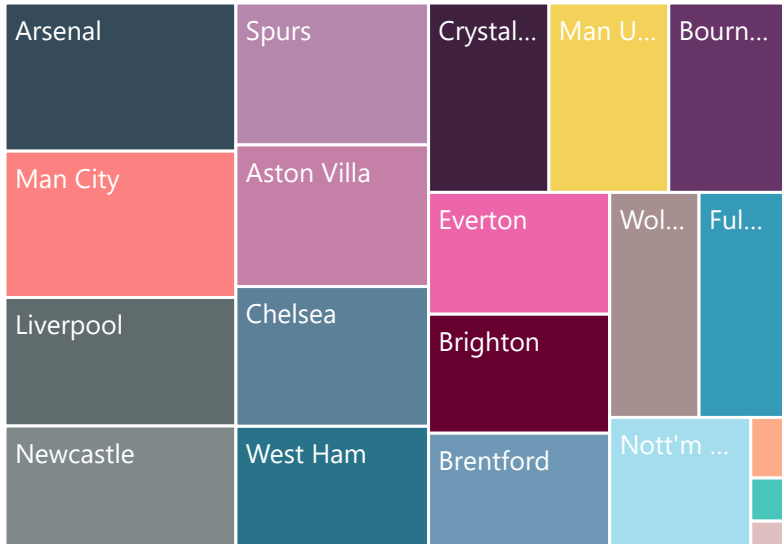 Arsenal
Man City
Liverpool
Newcastle
Spurs
Aston Villa
Chelsea
West Ham
Crystal...
Man U...
Bourn...
Everton
Brighton
Brentford
Wol...
Ful...
Nott'm ...